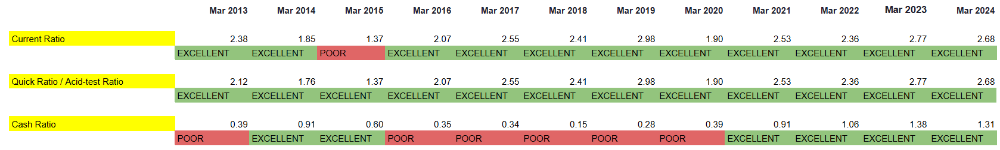 Mar 2013 Mar 2014 Mar 2015 Mar 2016 Mar 2017 Mar 2018 Mar 2019 Mar 2020 Mar 2021 Mar 2022 Mar 2023 Mar 2024
Current Ratio 2.38 1.85 1.37 2.07 2.55 2.41 2.98 1.90 2.53 2.36 2.77 2.68
EXCELLENT EXCELLENT POOR EXCELLENT EXCELLENT EXCELLENT EXCELLENT EXCELLENT EXCELLENT EXCELLENT EXCELLENT EXCELLENT
Quick Ratio / Acid-test Ratio 2.12 1.76 1.37 2.07 2.55 2.41 2.98 1.90 2.53 2.36 2.77 2.68
EXCELLENT EXCELLENT EXCELLENT EXCELLENT EXCELLENT EXCELLENT EXCELLENT EXCELLENT EXCELLENT EXCELLENT EXCELLENT EXCELLENT
Cash Ratio 0.39 0.91 0.60 0.35 0.34 0.15 0.28 0.39 0.91 1.06 1.38 1.31
POOR EXCELLENT EXCELLENT POOR POOR POOR POOR POOR EXCELLENT EXCELLENT EXCELLENT EXCELLENT